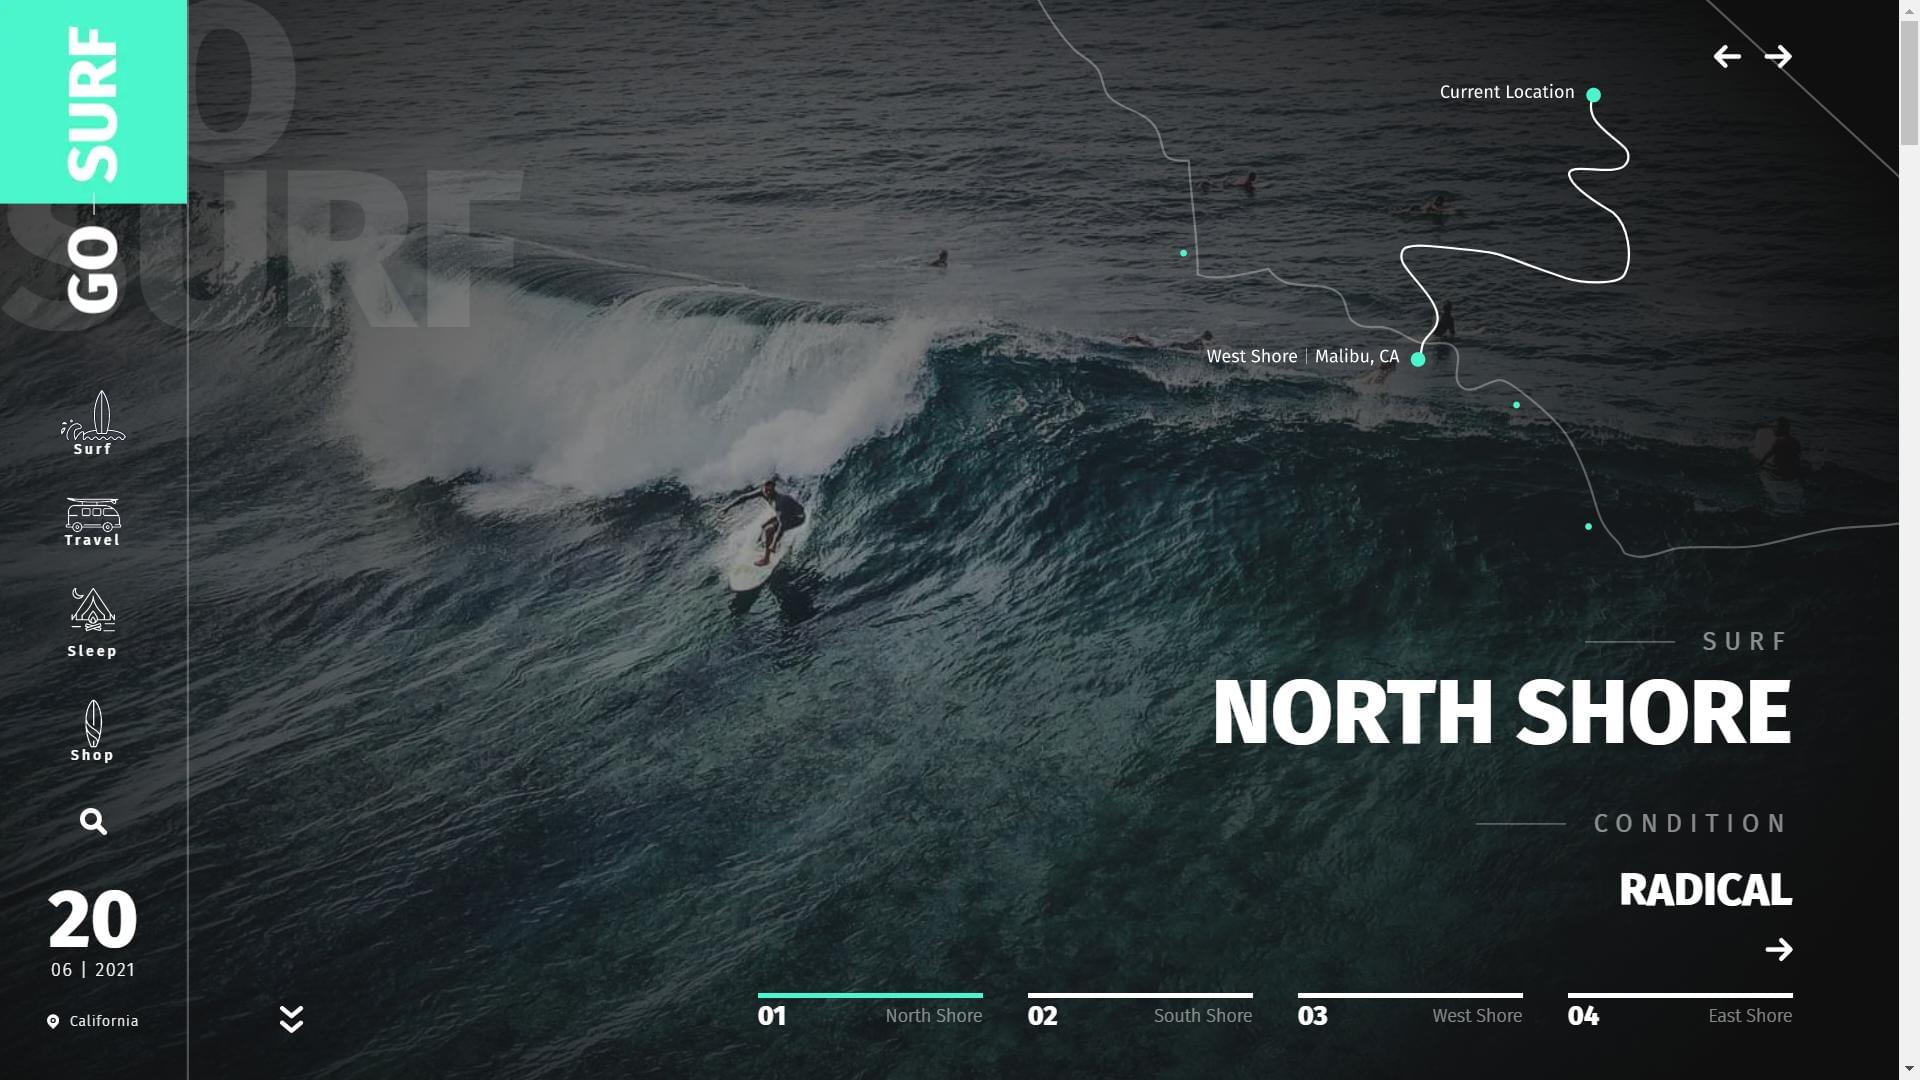 GO SURF
GO
SURF
Surf
Travel
Sleep
Shop
20
06 | 2021
California
Current Location
West Shore | Malibu, CA
SURF
NORTH SHORE
CONDITION
RADICAL
01 North Shore
02 South Shore
03 West Shore
04 East Shore